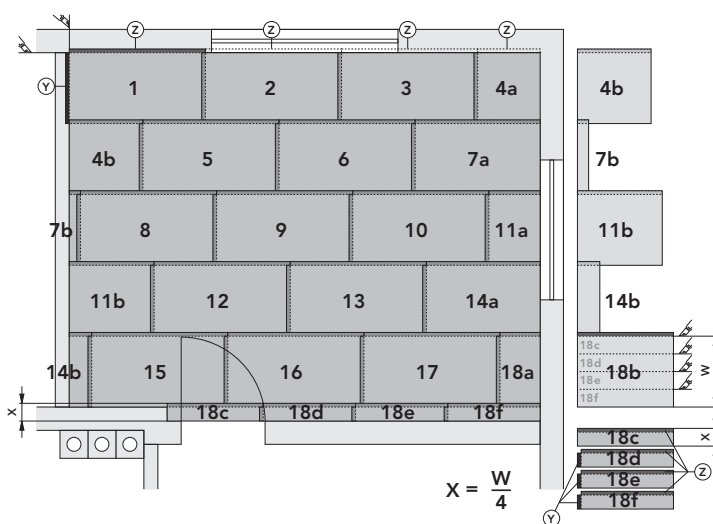 Z Z Z Z
Y
1 2 3 4a 4b
4b 5 6 7a 7b
7b 8 9 10 11a 11b
11b 12 13 14a 14b
14b 15 16 17 18a 18b
18c
18d
18e
18f
W
X
18c 18d 18e 18f
X
18c
18d
18e
18f
Z
Y
X = W
4